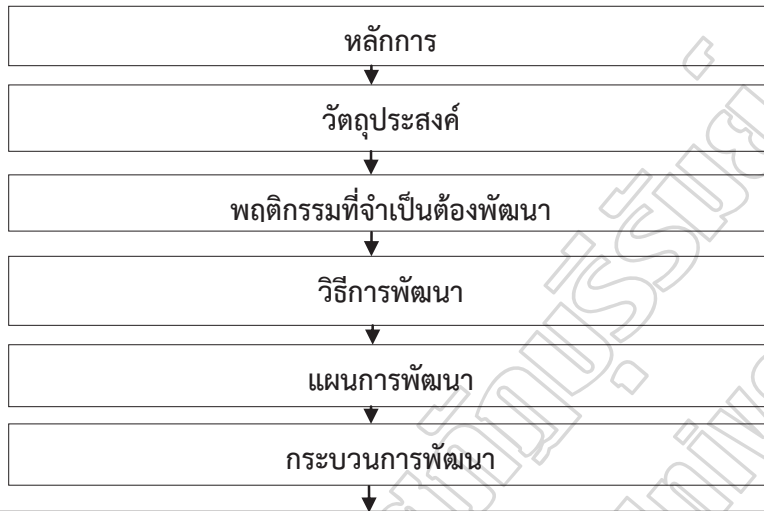 หลักการ
วัตถุประสงค์
พฤติกรรมที่จำเป็นต้องพัฒนา
วิธีการพัฒนา
แผนการพัฒนา
กระบวนการพัฒนา